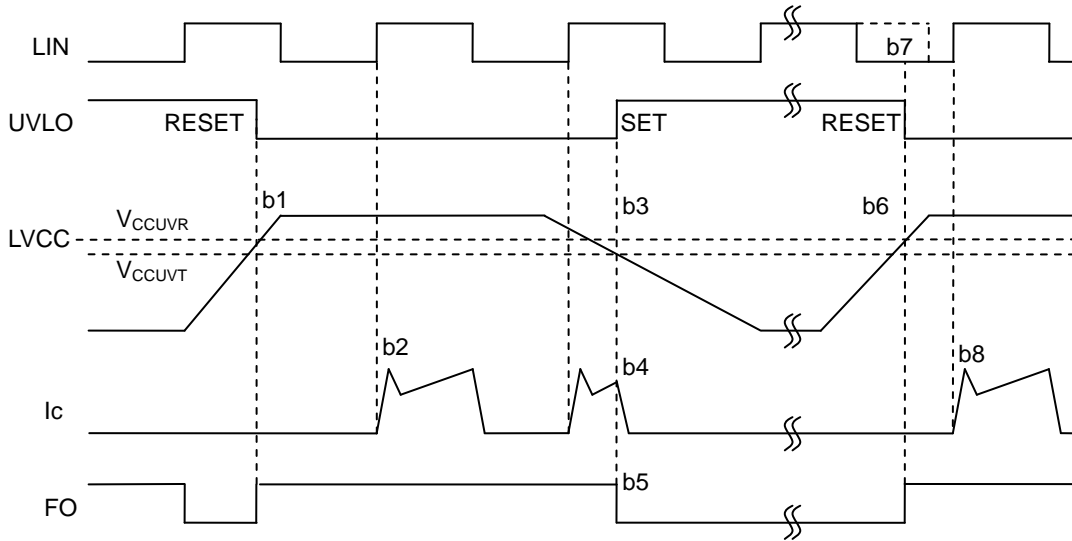 LIN
b7
UVLO
RESET
SET
RESET
b1
b3
b6
VCCUVR
LVCC
VCCUVT
b2
b4
b8
Ic
b5
FO